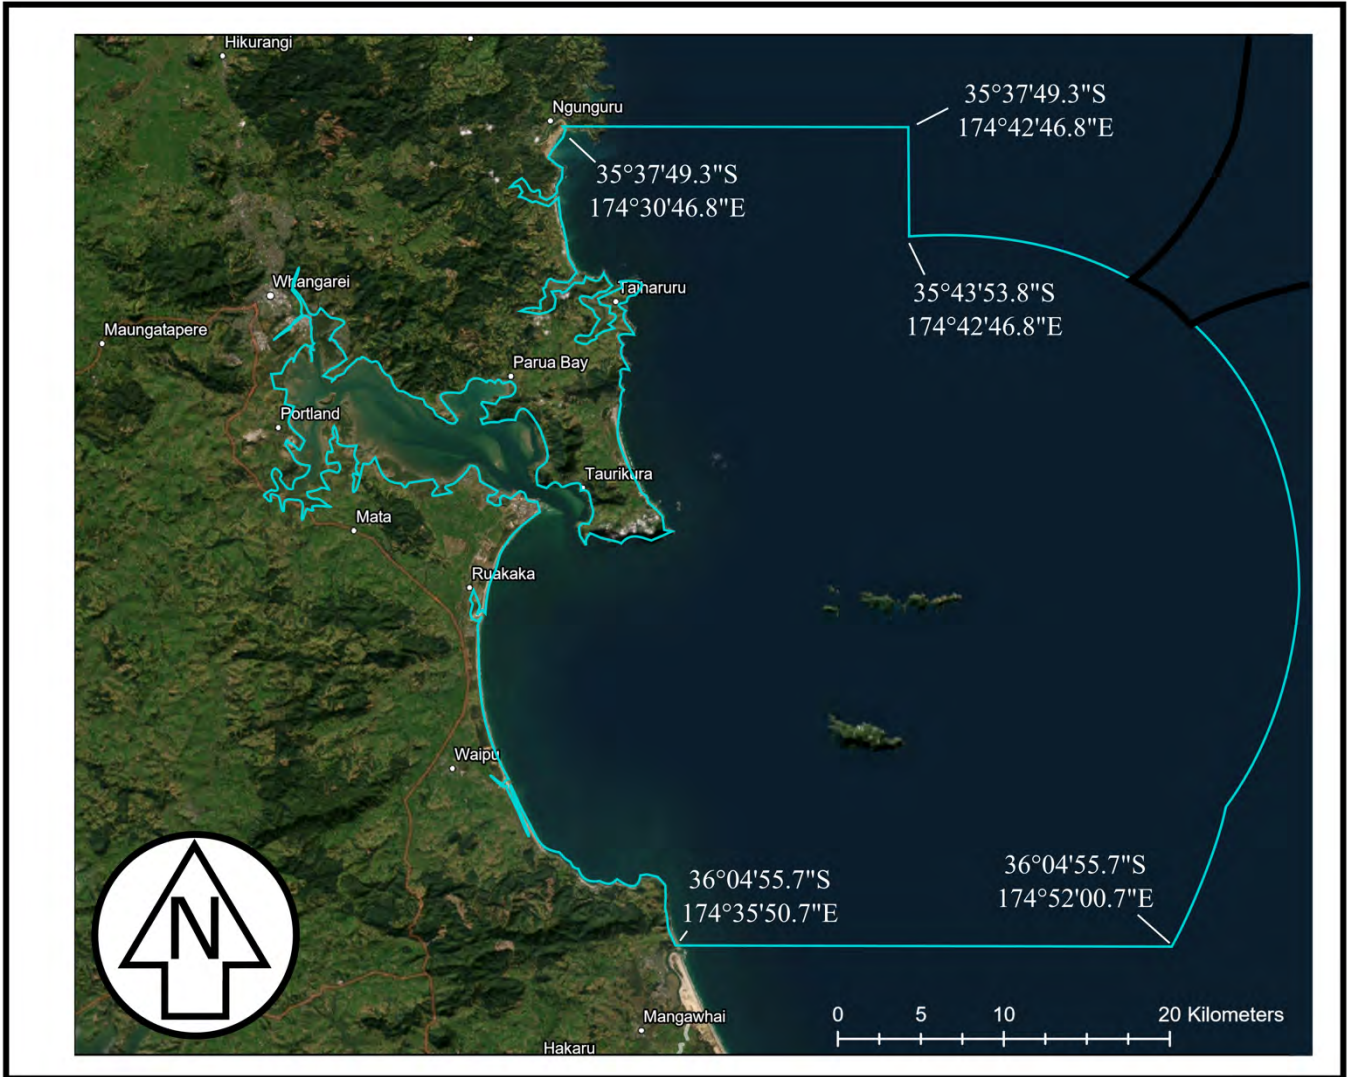 Hikurangi
Ngunguru
35°37'49.3"S
174°42'46.8"E
35°37'49.3"S
174°30'46.8"E
Whangarei
Taiharuru
35°43'53.8"S
174°42'46.8"E
Maungatapere
Parua Bay
Portland
Taurikura
Mata
Ruakaka
Waipu
36°04'55.7"S
174°35'50.7"E
36°04'55.7"S
174°52'00.7"E
N
0 5 10 20 Kilometers
Mangawhai
Hakaru